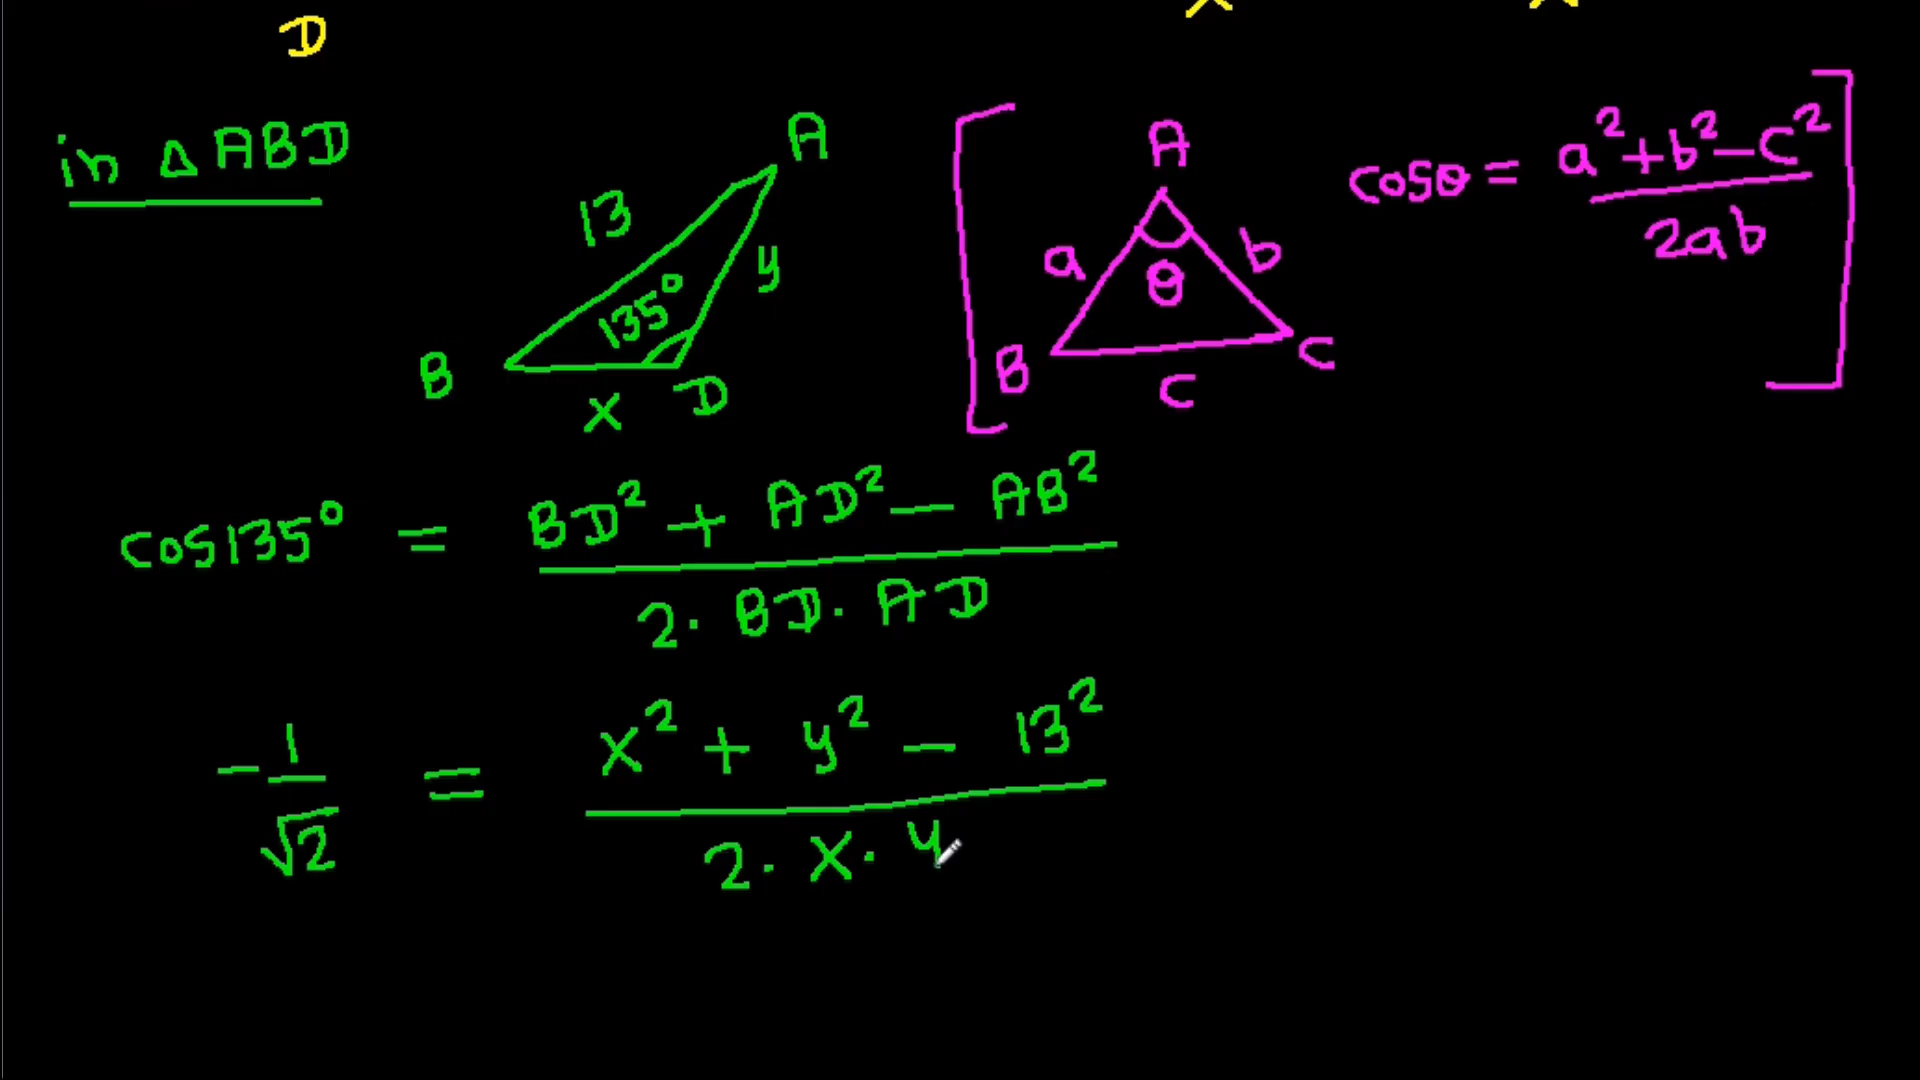 D
in Δ ABD
A
13
y
135°
B
x
D
A
a
b
θ
B
C
c
cosθ = (a² + b² − c²) / 2ab
cos135° = (BD² + AD² − AB²) / 2 · BD · AD
−1/√2 = (x² + y² − 13²) / 2 · x · y